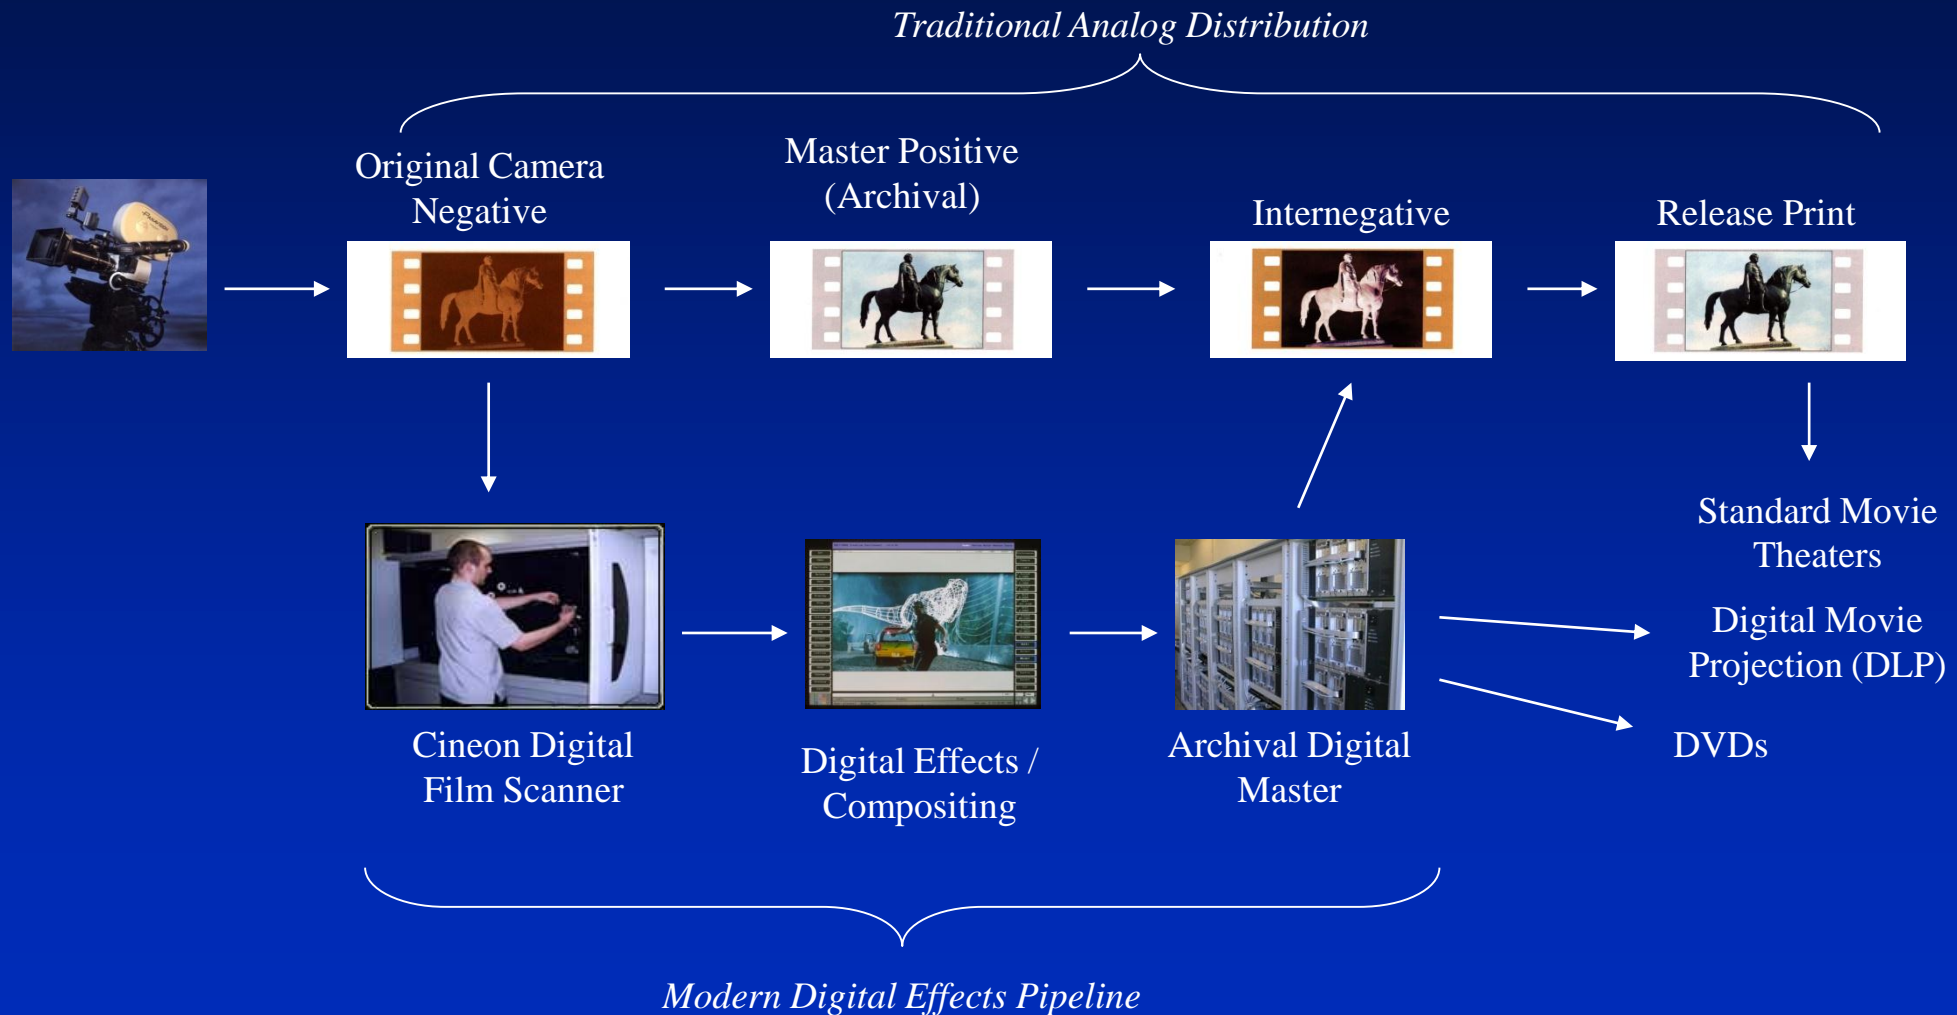 Traditional Analog Distribution
Original Camera
Negative
Master Positive
(Archival)
Internegative
Release Print
Standard Movie
Theaters
Digital Movie
Projection (DLP)
DVDs
Cineon Digital
Film Scanner
Digital Effects /
Compositing
Archival Digital
Master
Modern Digital Effects Pipeline